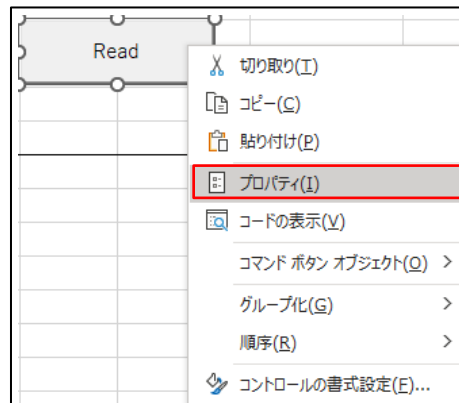 Read
切り取り(T)
コピー(C)
貼り付け(P)
プロパティ(I)
コードの表示(V)
コマンド ボタン オブジェクト(O)
グループ化(G)
順序(R)
コントロールの書式設定(F)...